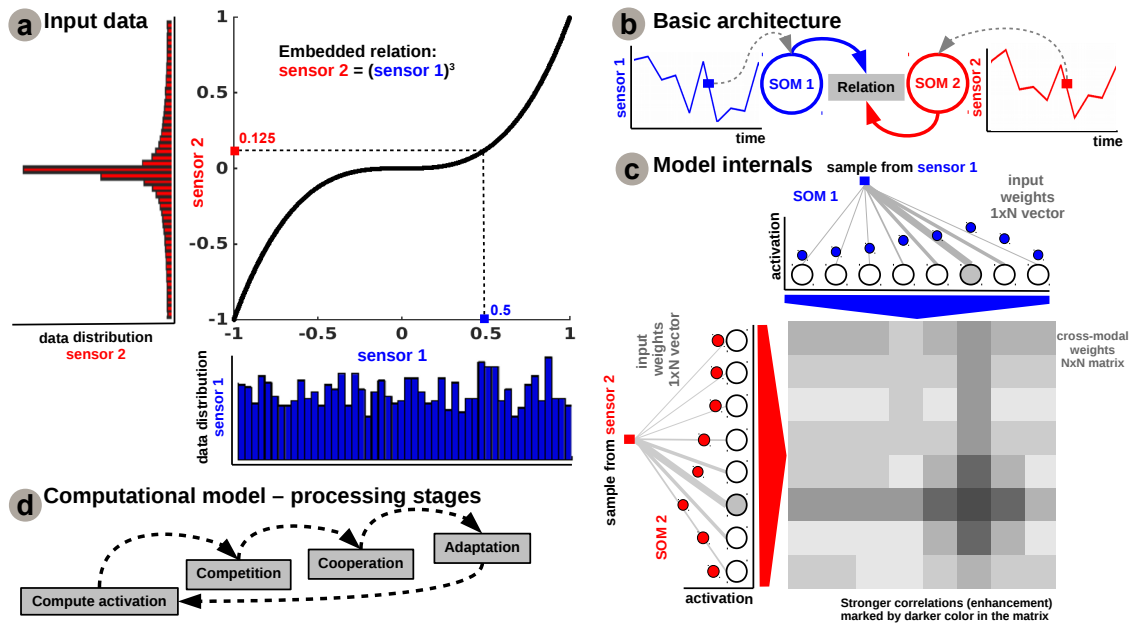 a Input data
Embedded relation:
sensor 2 = (sensor 1)³
1
0.5
0
-0.5
-1
0.125
sensor 2
-1
-0.5
0
0.5
1
0.5
sensor 1
data distribution
sensor 2
data distribution
sensor 1
b Basic architecture
sensor 1
time
SOM 1
Relation
SOM 2
sensor 2
time
c Model internals
sample from sensor 1
SOM 1
input
weights
1xN vector
activation
input
weights
1xN vector
sample from sensor 2
SOM 2
activation
cross-modal
weights
NxN matrix
Stronger correlations (enhancement)
marked by darker color in the matrix
d Computational model – processing stages
Compute activation
Competition
Cooperation
Adaptation